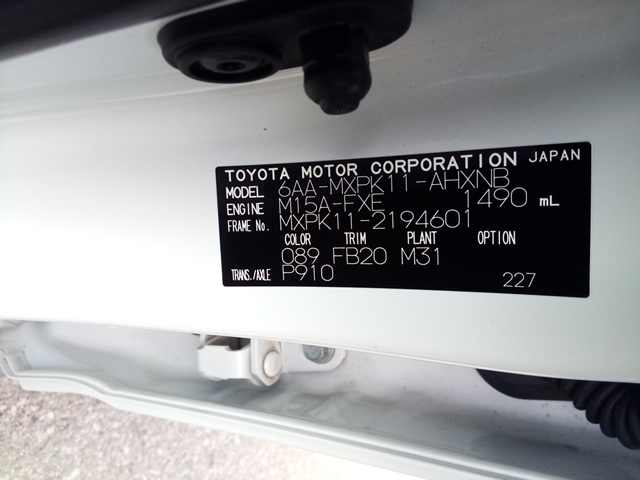 TOYOTA MOTOR CORPORATION JAPAN
MODEL 6AA-MXPK11-AHXNB
ENGINE M15A-FXE 1490 mL
FRAME No. MXPK11-2194601
COLOR TRIM PLANT OPTION
089 FB20 M31
TRANS./AXLE P910 227